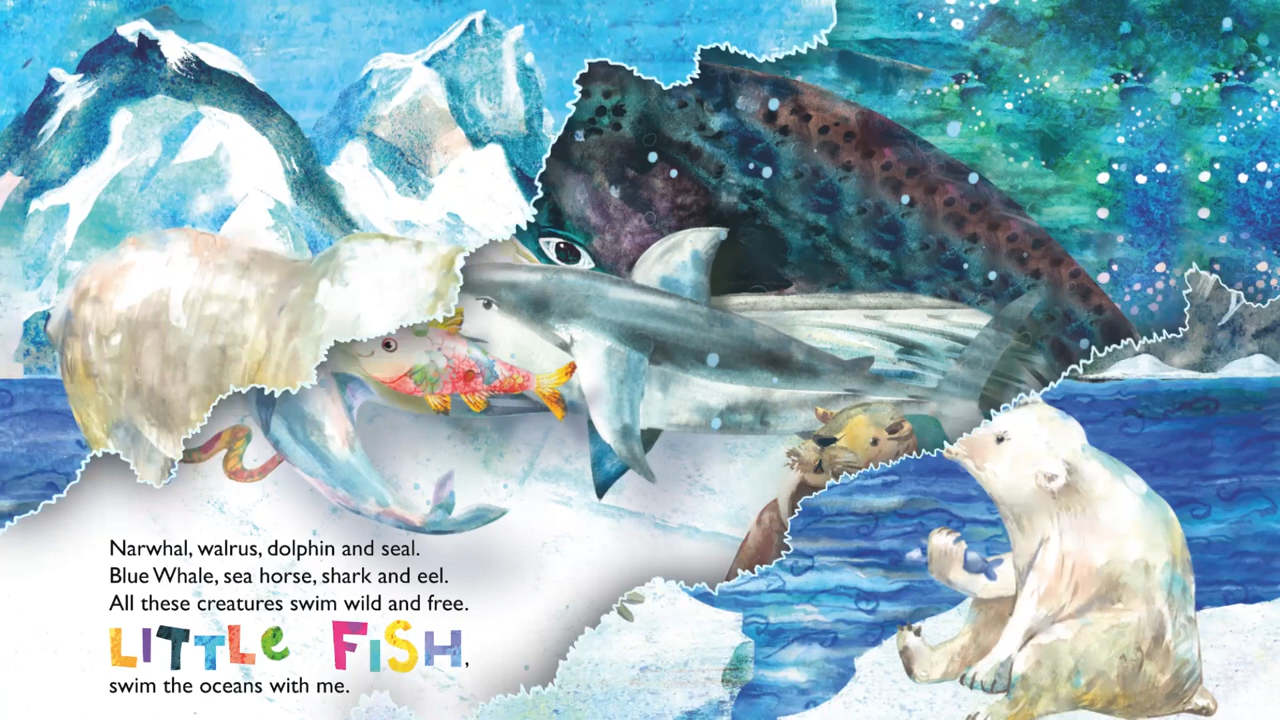 Narwhal, walrus, dolphin and seal.
Blue Whale, sea horse, shark and eel.
All these creatures swim wild and free.
LITTLe FiSH,
swim the oceans with me.